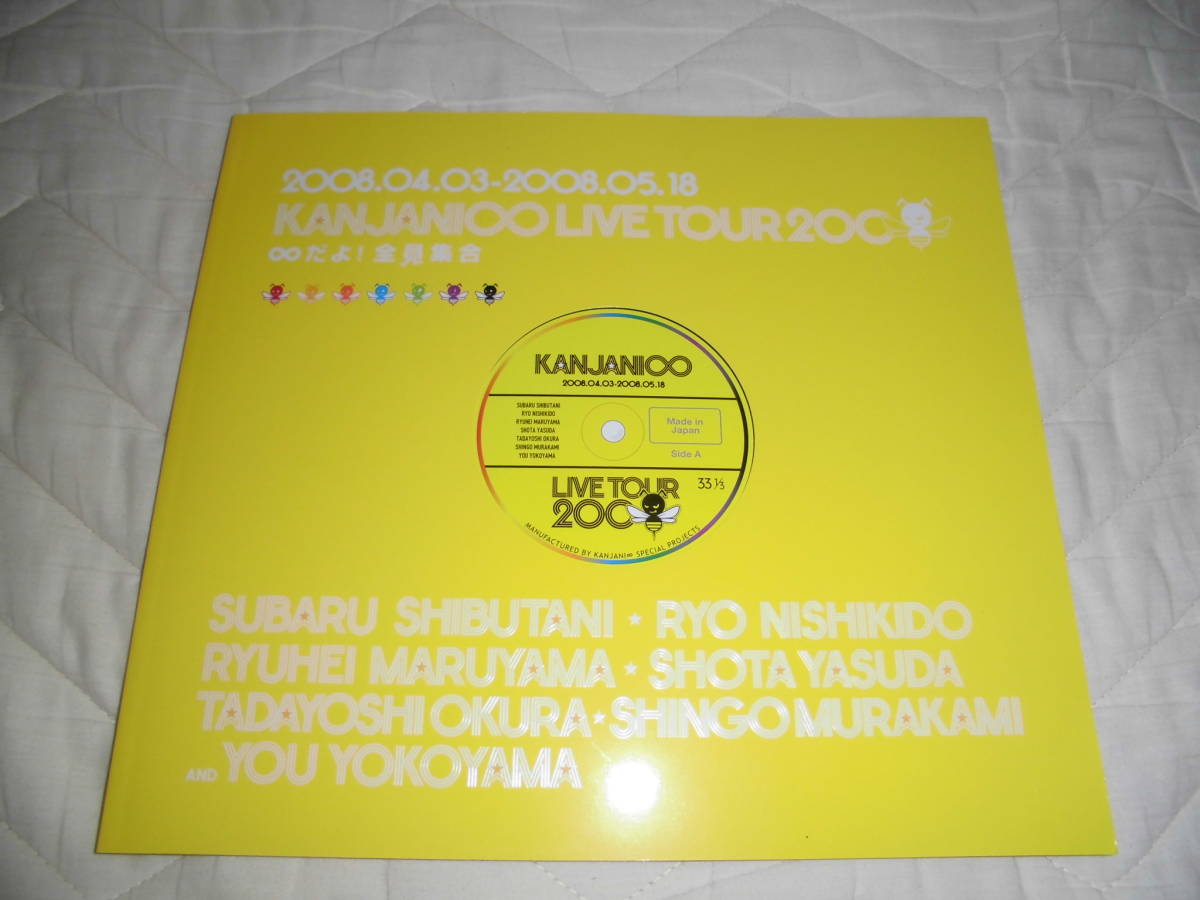 2008.04.03-2008.05.18
KANJANI∞ LIVE TOUR 200
∞だよ!全員集合
KANJANI∞
2008.04.03-2008.05.18
SUBARU SHIBUTANI
RYO NISHIKIDO
RYUHEI MARUYAMA
SHOTA YASUDA
TADAYOSHI OKURA
SHINGO MURAKAMI
YOU YOKOYAMA
Made in
Japan
Side A
LIVE TOUR
200
33 1/3
MANUFACTURED BY KANJANI∞ SPECIAL PROJECTS
SUBARU SHIBUTANI ★ RYO NISHIKIDO
RYUHEI MARUYAMA ★ SHOTA YASUDA
TADAYOSHI OKURA ★ SHINGO MURAKAMI
AND YOU YOKOYAMA